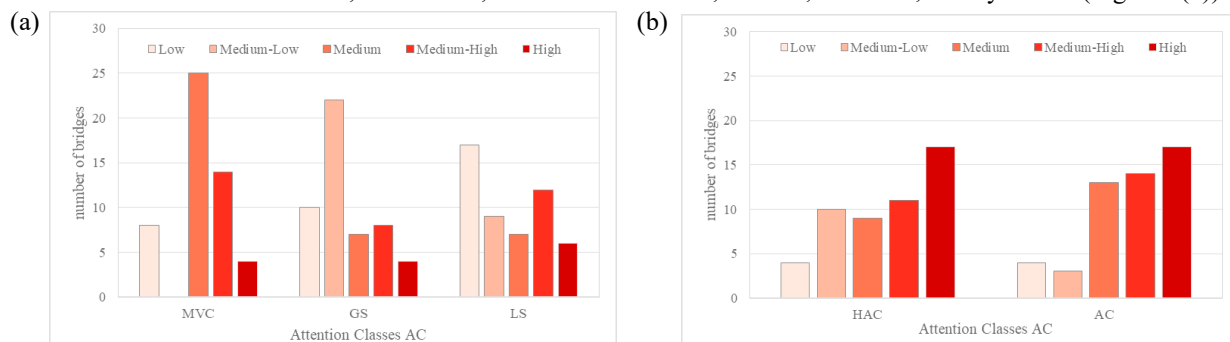 (a)
30
25
20
15
10
5
0
number of bridges
Low Medium-Low Medium Medium-High High
MVC GS LS
Attention Classes AC
(b)
30
25
20
15
10
5
0
number of bridges
Low Medium-Low Medium Medium-High High
HAC AC
Attention Classes AC